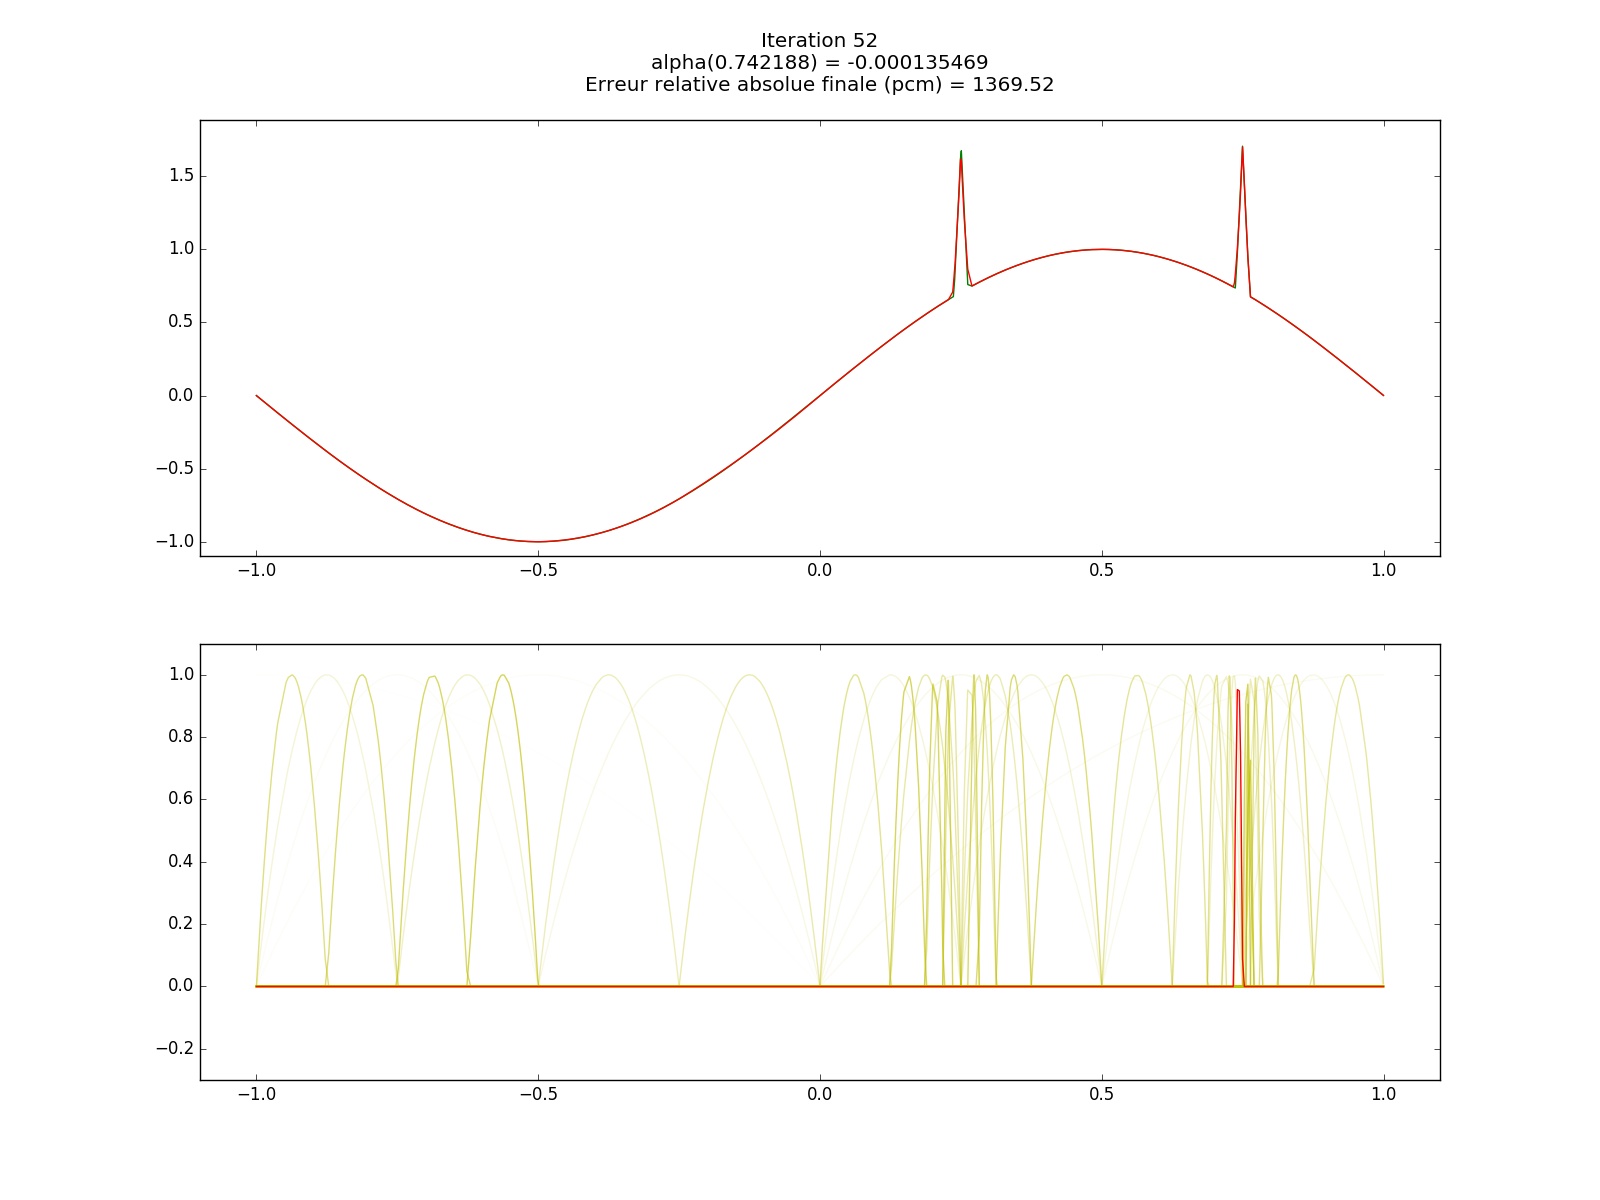 Iteration 52
alpha(0.742188) = -0.000135469
Erreur relative absolue finale (pcm) = 1369.52
1.5
1.0
0.5
0.0
−0.5
−1.0
−1.0 −0.5 0.0 0.5 1.0
1.0
0.8
0.6
0.4
0.2
0.0
−0.2
−1.0 −0.5 0.0 0.5 1.0